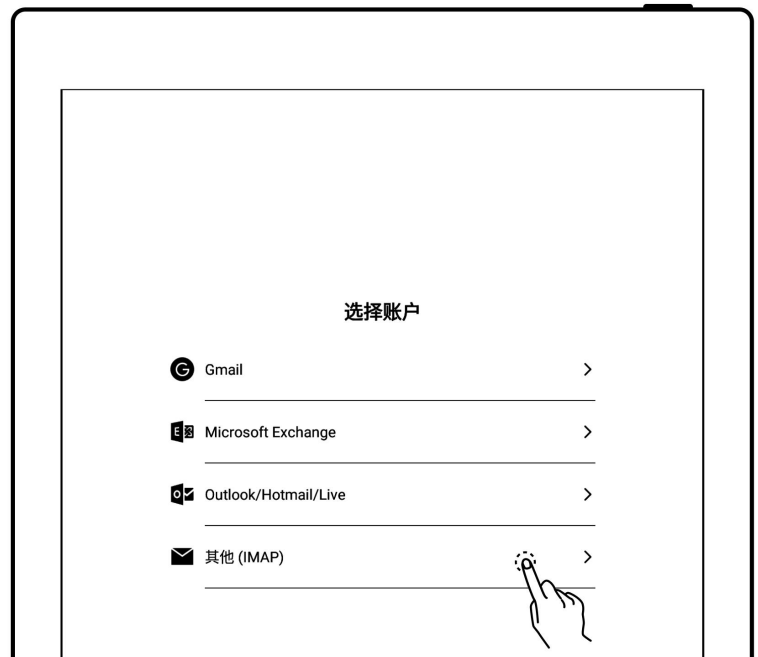 选择账户
Gmail
Microsoft Exchange
Outlook/Hotmail/Live
其他 (IMAP)